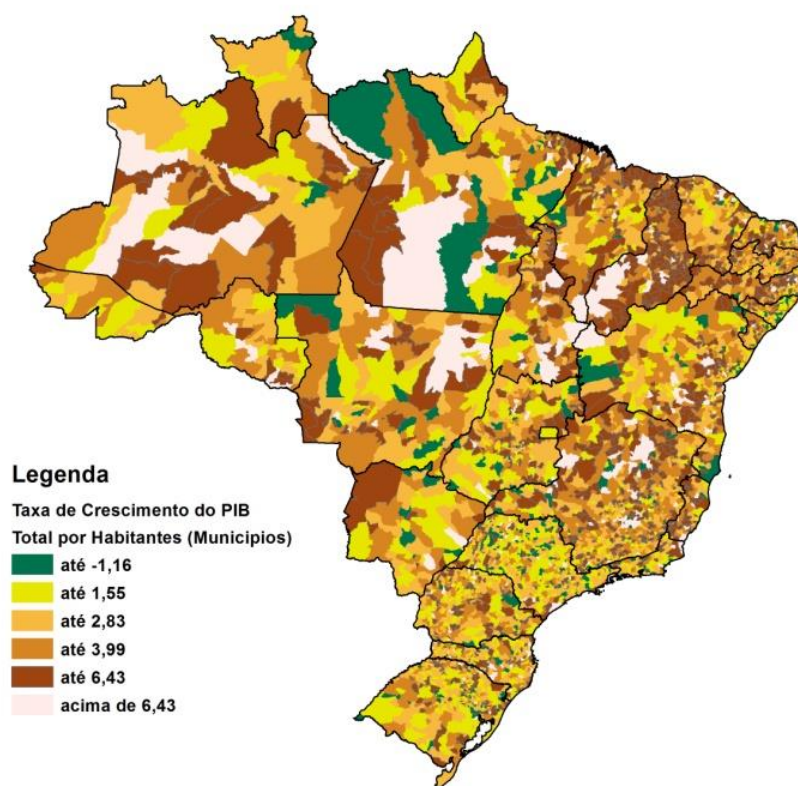 Legenda
Taxa de Crescimento do PIB
Total por Habitantes (Municipios)
até -1,16
até 1,55
até 2,83
até 3,99
até 6,43
acima de 6,43